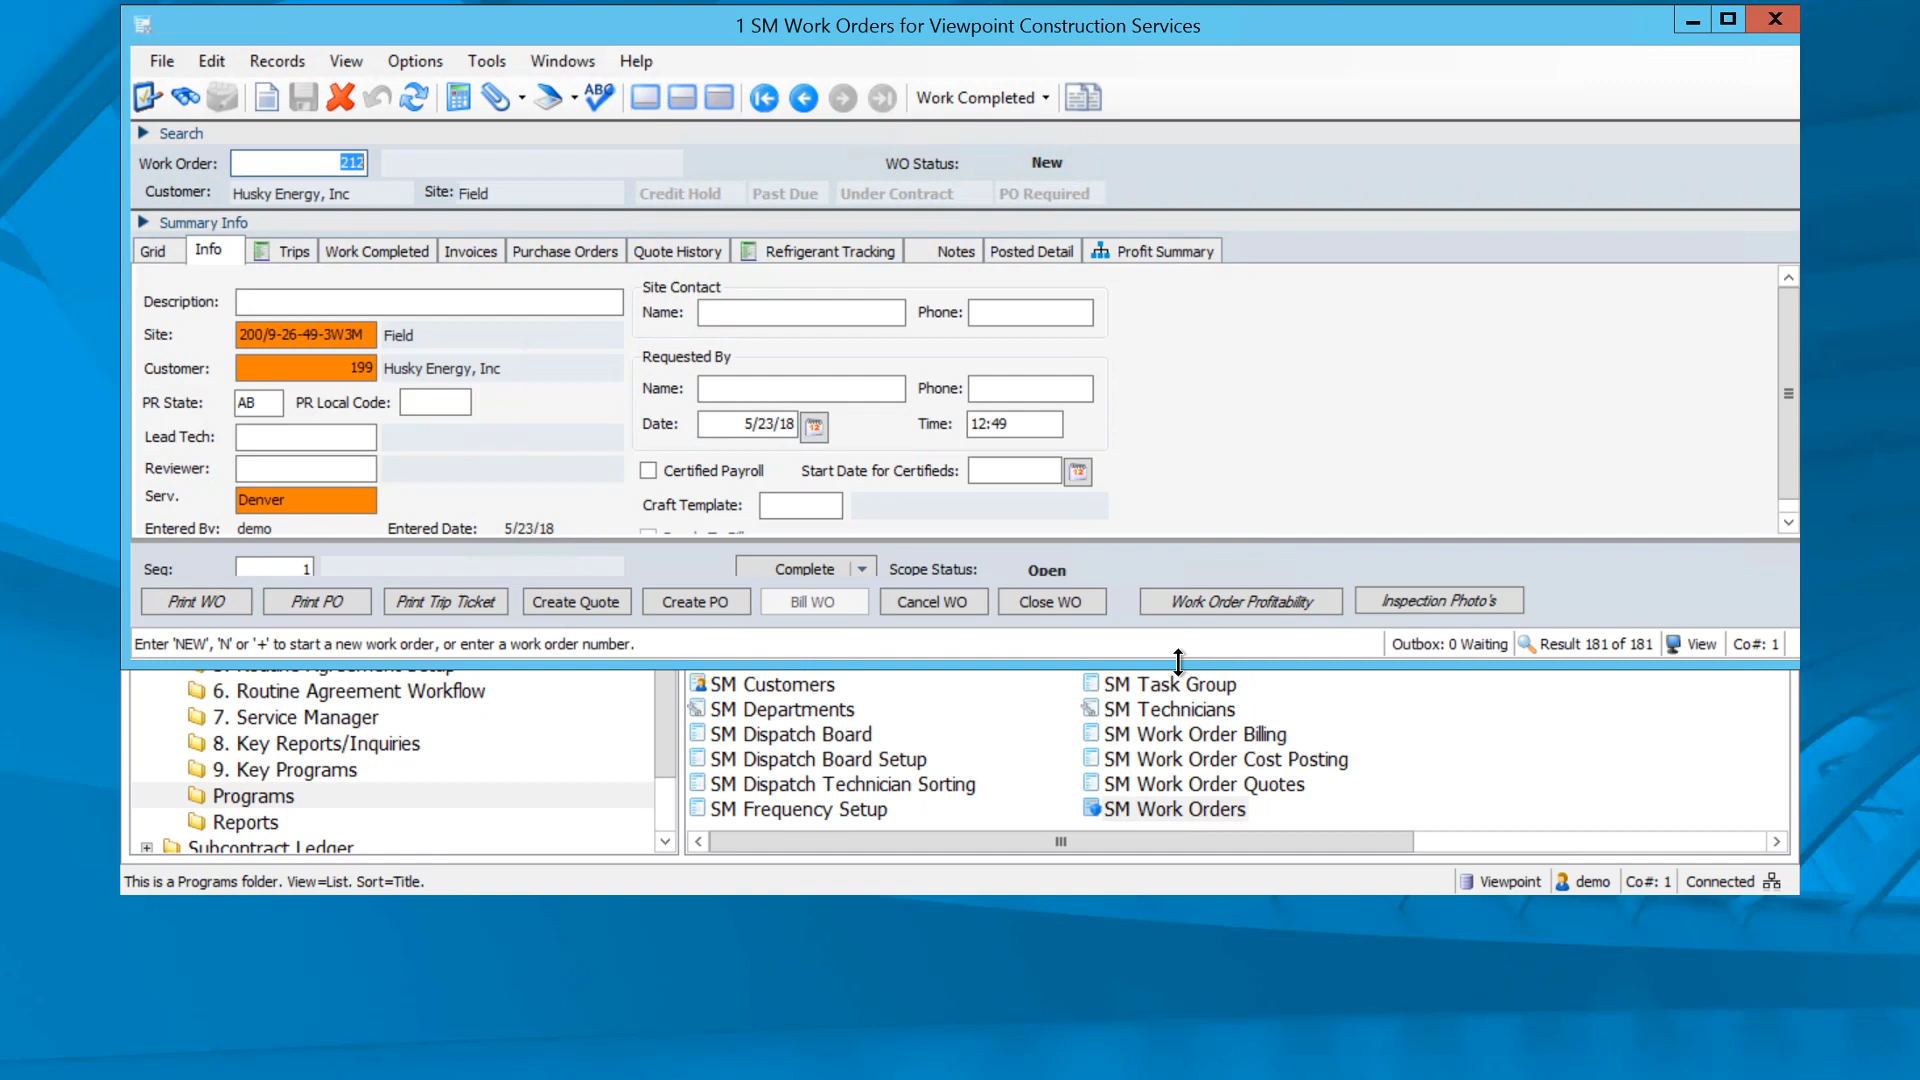 1 SM Work Orders for Viewpoint Construction Services
File Edit Records View Options Tools Windows Help
ABC Work Completed
Search
Work Order: 212 WO Status: New
Customer: Husky Energy, Inc Site: Field Credit Hold Past Due Under Contract PO Required
Summary Info
Grid Info Trips Work Completed Invoices Purchase Orders Quote History Refrigerant Tracking Notes Posted Detail Profit Summary
Site Contact
Description: Name: Phone:
Site: 200/9-26-49-3W3M Field
Requested By
Customer: 199 Husky Energy, Inc
Name: Phone:
PR State: AB PR Local Code:
Date: 5/23/18 12 Time: 12:49
Lead Tech:
Reviewer: Certified Payroll Start Date for Certifieds: 12
Serv. Denver Craft Template:
Entered By: demo Entered Date: 5/23/18
Seq: 1 Complete Scope Status: Open
Print WO Print PO Print Trip Ticket Create Quote Create PO Bill WO Cancel WO Close WO Work Order Profitability Inspection Photo's
Enter 'NEW', 'N' or '+' to start a new work order, or enter a work order number. Outbox: 0 Waiting Result 181 of 181 View Co#: 1
5. Routine Agreement Setup
6. Routine Agreement Workflow
7. Service Manager
8. Key Reports/Inquiries
9. Key Programs
Programs
Reports
Subcontract Ledger
SM Customers
SM Departments
SM Dispatch Board
SM Dispatch Board Setup
SM Dispatch Technician Sorting
SM Frequency Setup
SM Task Group
SM Technicians
SM Work Order Billing
SM Work Order Cost Posting
SM Work Order Quotes
SM Work Orders
This is a Programs folder. View=List. Sort=Title. Viewpoint demo Co#: 1 Connected